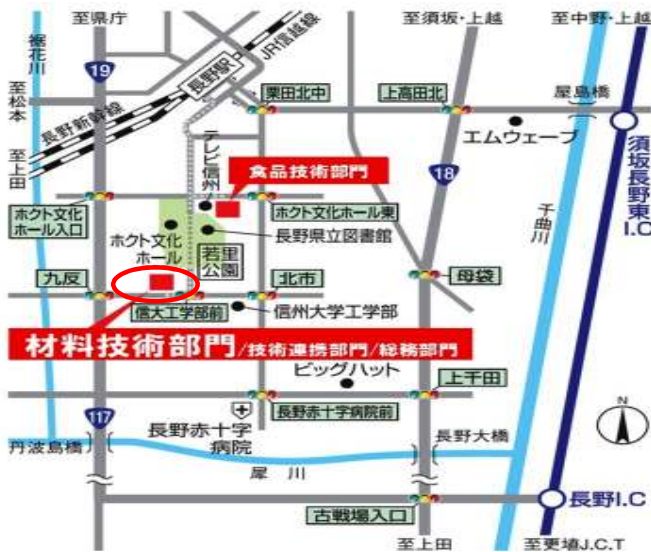 至県庁
至須坂・上越
至中野・上越
裾花川
JR信越線
19
長野駅
栗田北中
上高田北
屋島橋
至松本
長野新幹線
エムウェーブ
至上田
テレビ信州
食品技術部門
18
須坂長野東I.C
ホクト文化
ホール入口
ホクト文化ホール東
千曲川
ホクト文化
ホール
若里
公園
長野県立図書館
九反
北市
母袋
信大工学部前
信州大学工学部
材料技術部門/技術連携部門/総務部門
ビッグハット
上千田
117
長野赤十字病院前
N
長野赤十字
病院
長野大橋
丹波島橋
犀川
長野I.C
古戦場入口
至上田
至更埴J.C.T